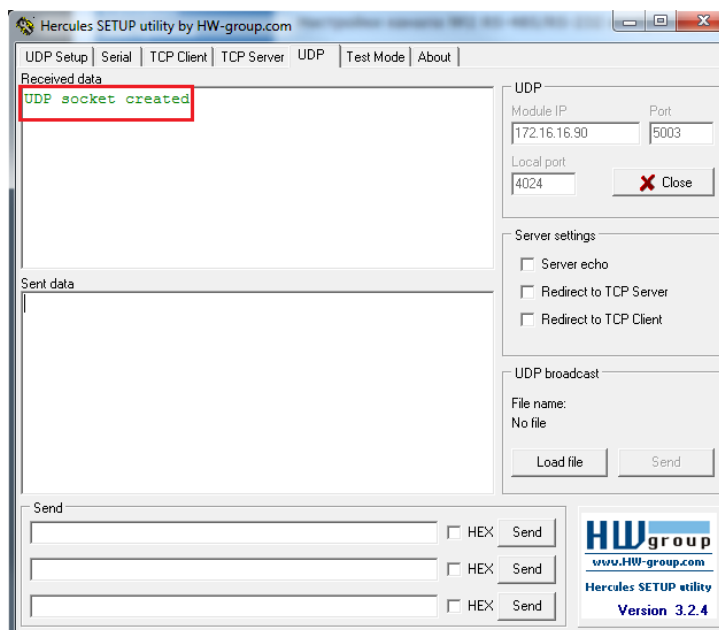 Hercules SETUP utility by HW-group.com
UDP Setup Serial TCP Client TCP Server UDP Test Mode About
Received data
UDP socket created
UDP
Module IP Port
172.16.16.90 5003
Local port
4024 Close
Server settings
Server echo
Redirect to TCP Server
Redirect to TCP Client
Sent data
UDP broadcast
File name:
No file
Load file Send
Send
HEX Send
HEX Send
HEX Send
HW group
www.HW-group.com
Hercules SETUP utility
Version 3.2.4